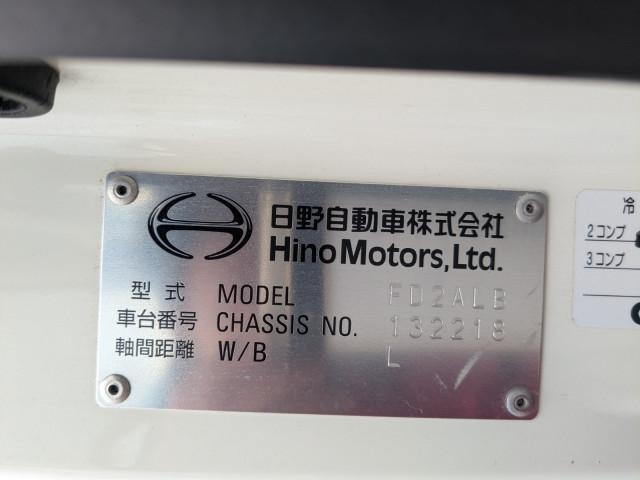 日野自動車株式会社
Hino Motors, Ltd.
型式 MODEL FD2ALB
車台番号 CHASSIS NO. 132218
軸間距離 W/B L
冷
2コンプ
3コンプ